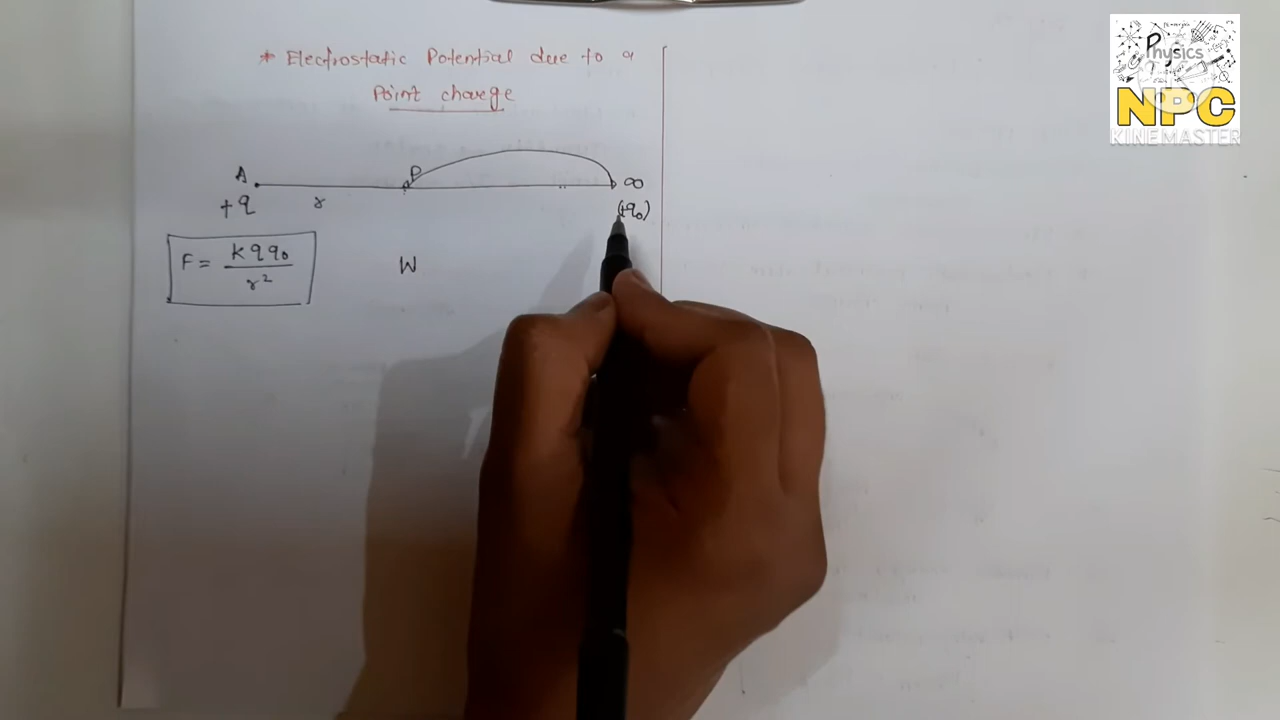 * Electrostatic Potential due to a
Point charge
A P ∞
+q r (+q₀)
F = kqq₀/r²
W
Physics
NPC
KINEMASTER